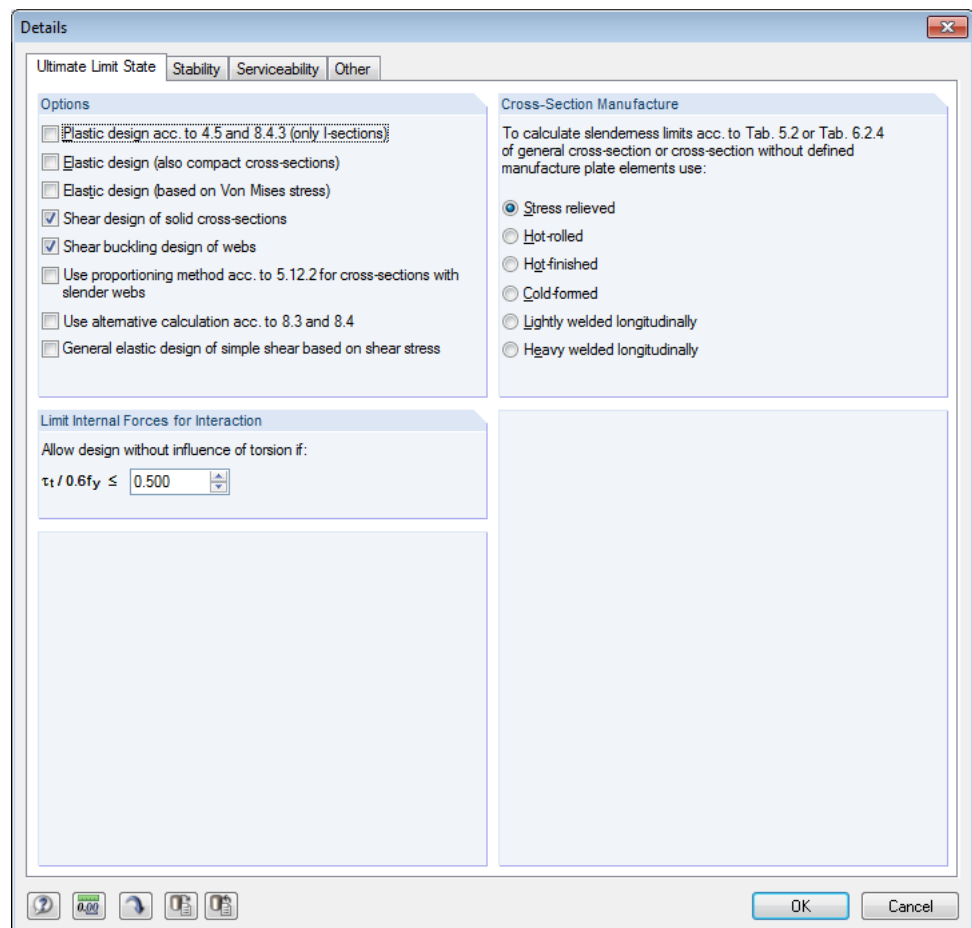 Details
Ultimate Limit State
Stability
Serviceability
Other
Options
Plastic design acc. to 4.5 and 8.4.3 (only I-sections)
Elastic design (also compact cross-sections)
Elastic design (based on Von Mises stress)
Shear design of solid cross-sections
Shear buckling design of webs
Use proportioning method acc. to 5.12.2 for cross-sections with
slender webs
Use alternative calculation acc. to 8.3 and 8.4
General elastic design of simple shear based on shear stress
Cross-Section Manufacture
To calculate slenderness limits acc. to Tab. 5.2 or Tab. 6.2.4
of general cross-section or cross-section without defined
manufacture plate elements use:
Stress relieved
Hot-rolled
Hot-finished
Cold-formed
Lightly welded longitudinally
Heavy welded longitudinally
Limit Internal Forces for Interaction
Allow design without influence of torsion if:
τt / 0.6fy ≤ 0.500
0.00
OK
Cancel